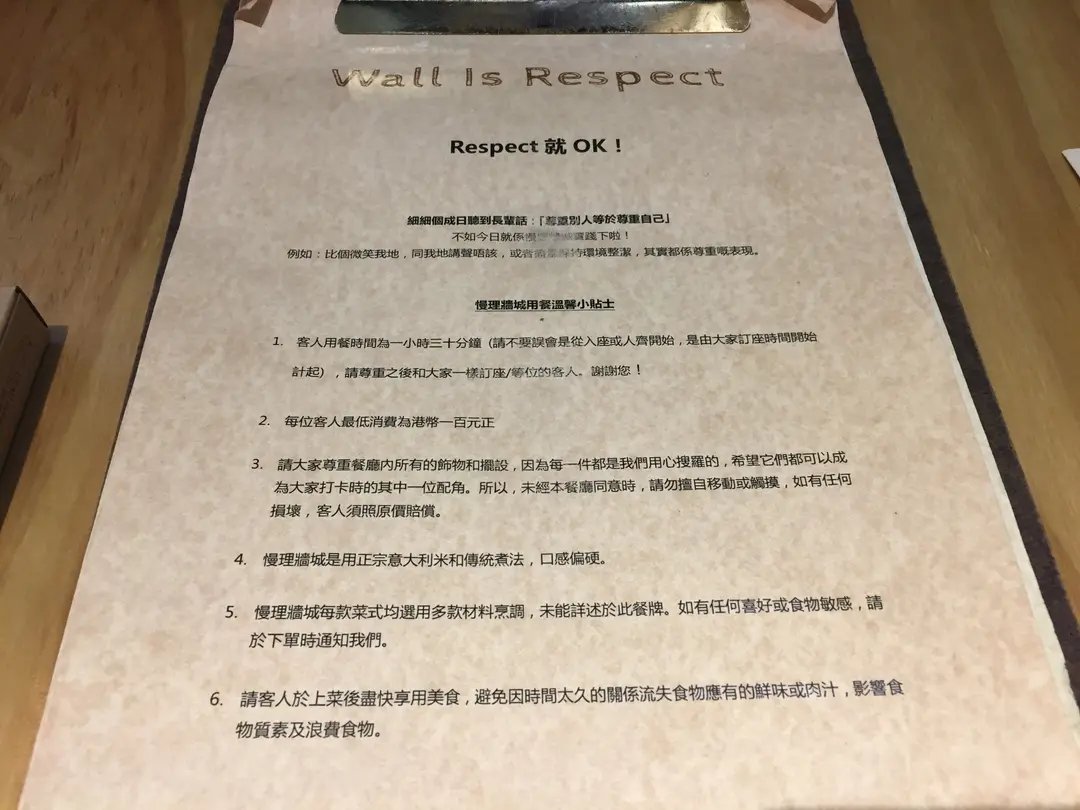 Wall Is Respect
Respect 就 OK！
細細個成日聽到長輩話：「尊重別人等於尊重自己」
不如今日就係慢理牆城實踐下啦！
例如：比個微笑我地，同我地講聲唔該，或者保持環境整潔，其實都係尊重嘅表現。
慢理牆城用餐溫馨小貼士
1. 客人用餐時間為一小時三十分鐘（請不要誤會是從入座或人齊開始，是由大家訂座時間開始
計起），請尊重之後和大家一樣訂座/等位的客人。謝謝您！
2. 每位客人最低消費為港幣一百元正
3. 請大家尊重餐廳內所有的飾物和擺設，因為每一件都是我們用心搜羅的，希望它們都可以成
為大家打卡時的其中一位配角。所以，未經本餐廳同意時，請勿擅自移動或觸摸，如有任何
損壞，客人須照原價賠償。
4. 慢理牆城是用正宗意大利米和傳統煮法，口感偏硬。
5. 慢理牆城每款菜式均選用多款材料烹調，未能詳述於此餐牌。如有任何喜好或食物敏感，請
於下單時通知我們。
6. 請客人於上菜後盡快享用美食，避免因時間太久的關係流失食物應有的鮮味或肉汁，影響食
物質素及浪費食物。